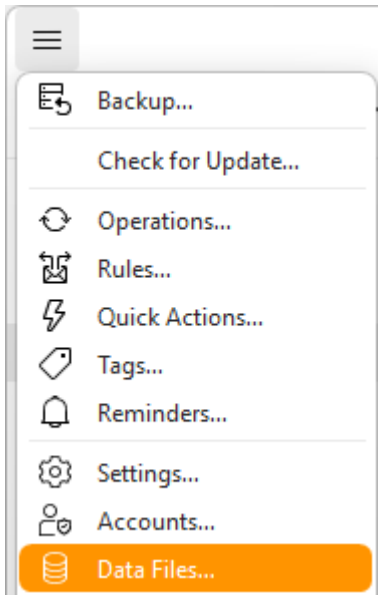 Backup...
Check for Update...
Operations...
Rules...
Quick Actions...
Tags...
Reminders...
Settings...
Accounts...
Data Files...